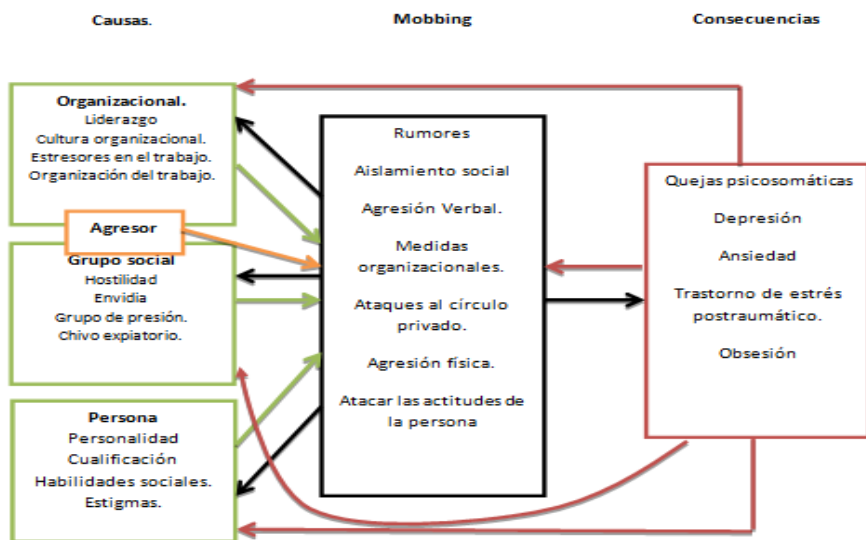 Causas.
Mobbing
Consecuencias
Organizacional.
Liderazgo
Cultura organizacional.
Estresores en el trabajo.
Organización del trabajo.
Agresor
Grupo social
Hostilidad
Envidia
Grupo de presión.
Chivo expiatorio.
Persona
Personalidad
Cualificación
Habilidades sociales.
Estigmas.
Rumores
Aislamiento social
Agresión Verbal.
Medidas
organizacionales.
Ataques al círculo
privado.
Agresión física.
Atacar las actitudes de
la persona
Quejas psicosomáticas
Depresión
Ansiedad
Trastorno de estrés
postraumático.
Obsesión